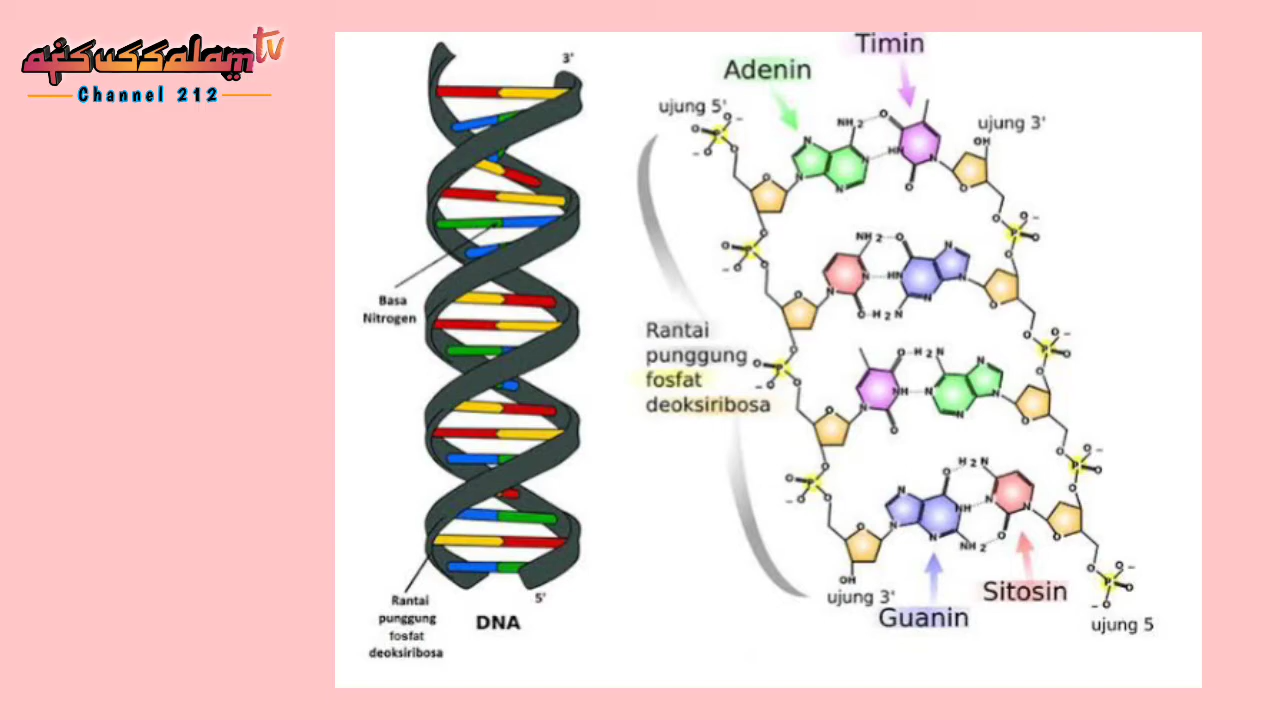 afsussalam tv
Channel 212
3'
Basa
Nitrogen
Rantai
punggung
fosfat
deoksiribosa
DNA
5'
Timin
Adenin
ujung 5'
ujung 3'
Rantai
punggung
fosfat
deoksiribosa
ujung 3'
Guanin
Sitosin
ujung 5